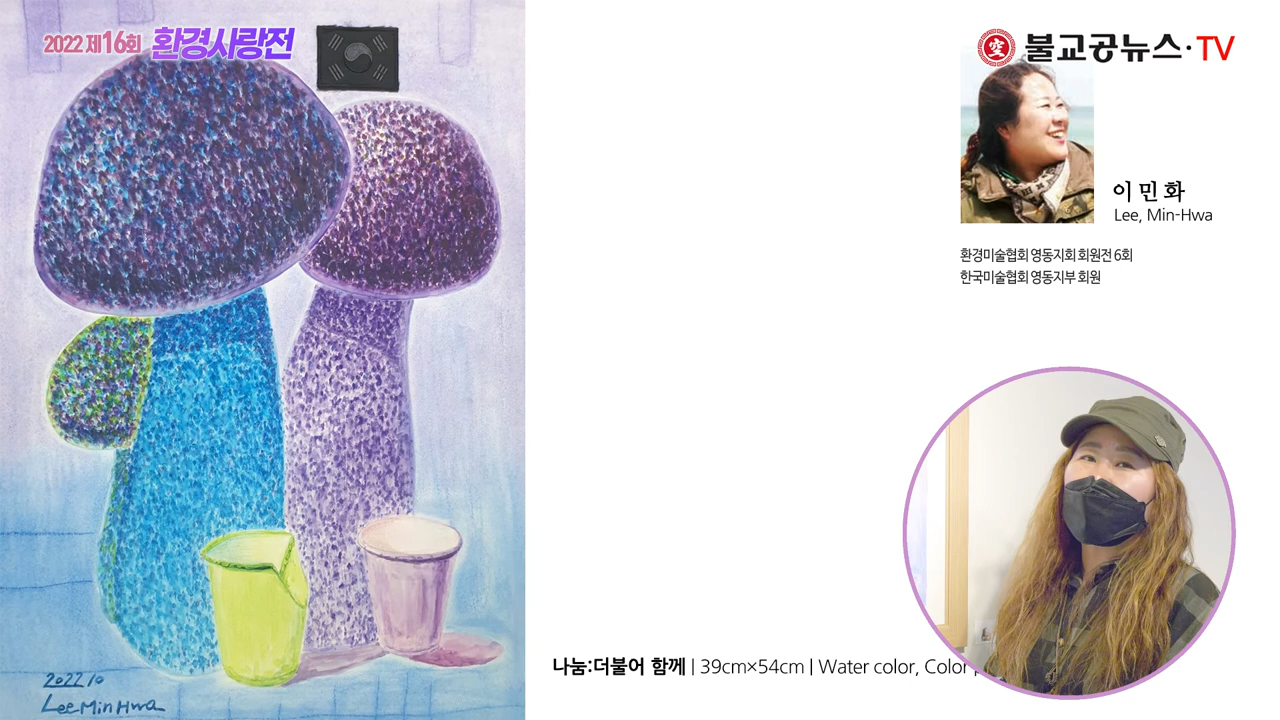 2022 제16회 환경사랑전
空 불교공뉴스·TV
이민화
Lee, Min-Hwa
환경미술협회 영동지회 회원전 6회
한국미술협회 영동지부 회원
나눔:더불어 함께 | 39cm×54cm | Water color, Color
2022 10
Lee Min Hwa